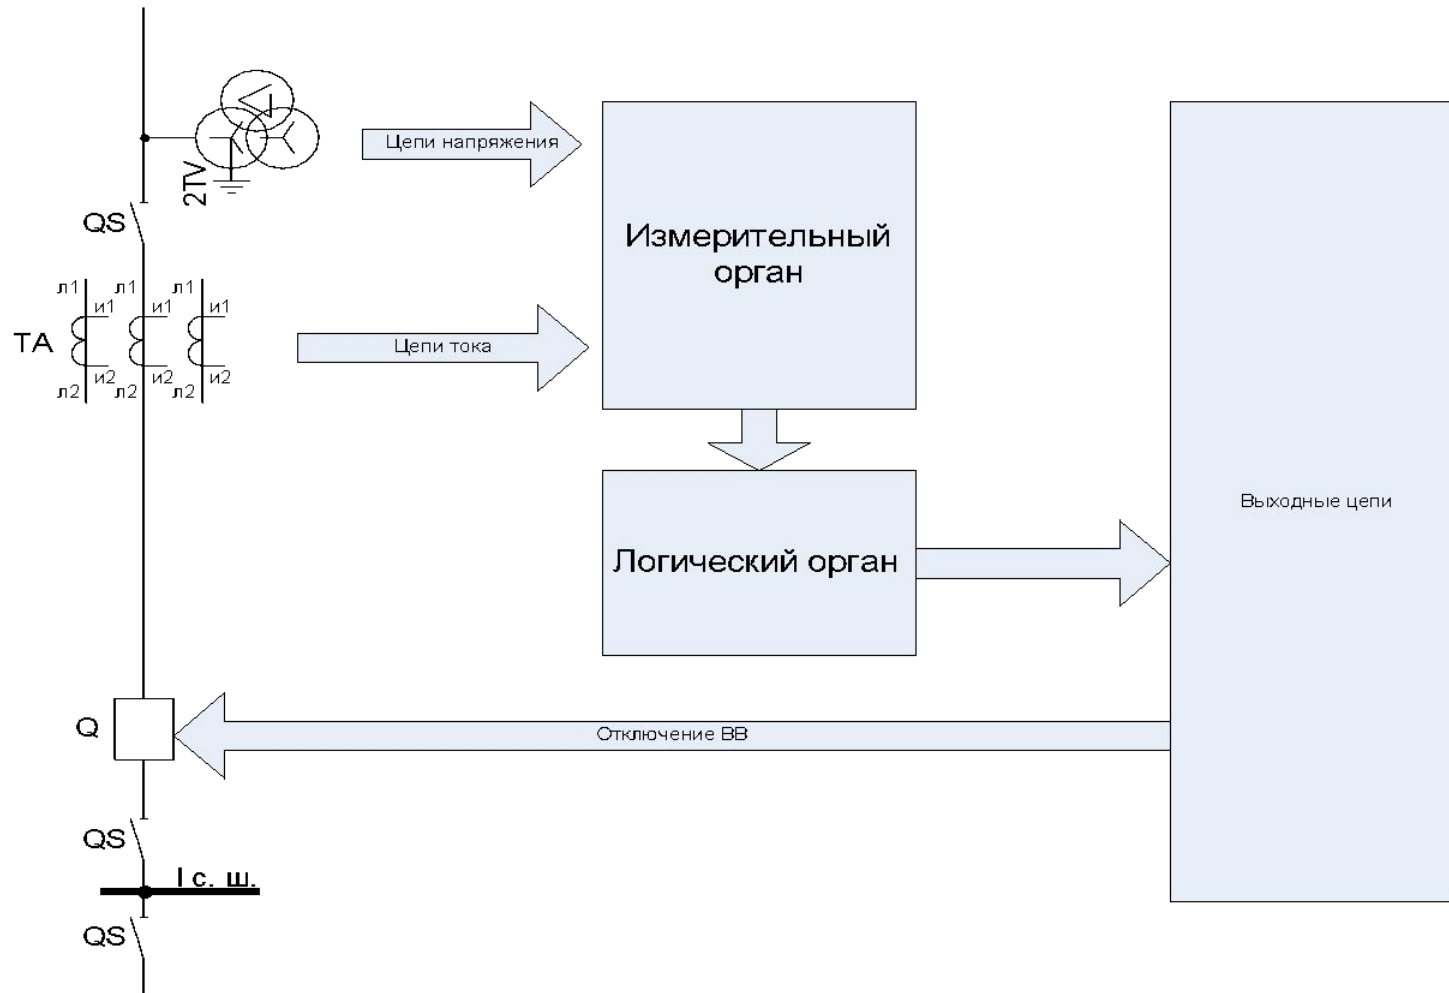 Цепи напряжения
2TV
QS
Измерительный
орган
л1
л1
л1
и1
и1
и1
TA
Цепи тока
и2
и2
и2
л2
л2
л2
Выходные цепи
Логический орган
Q
Отключение ВВ
QS
I с. ш.
QS